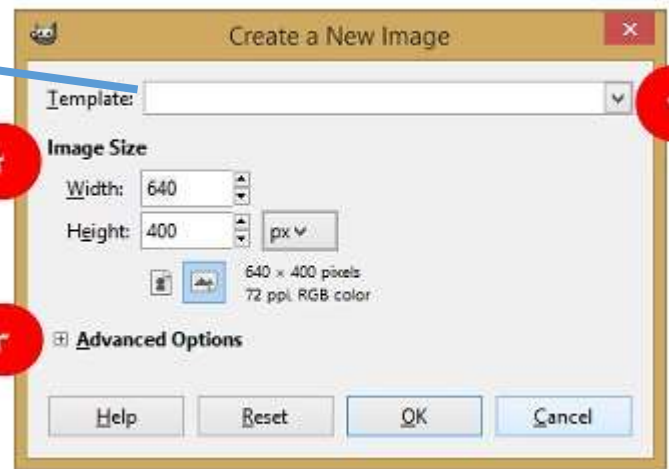 Create a New Image
Template:
Image Size
Width: 640
Height: 400 px
640 × 400 pixels
72 ppi, RGB color
Advanced Options
Help Reset OK Cancel